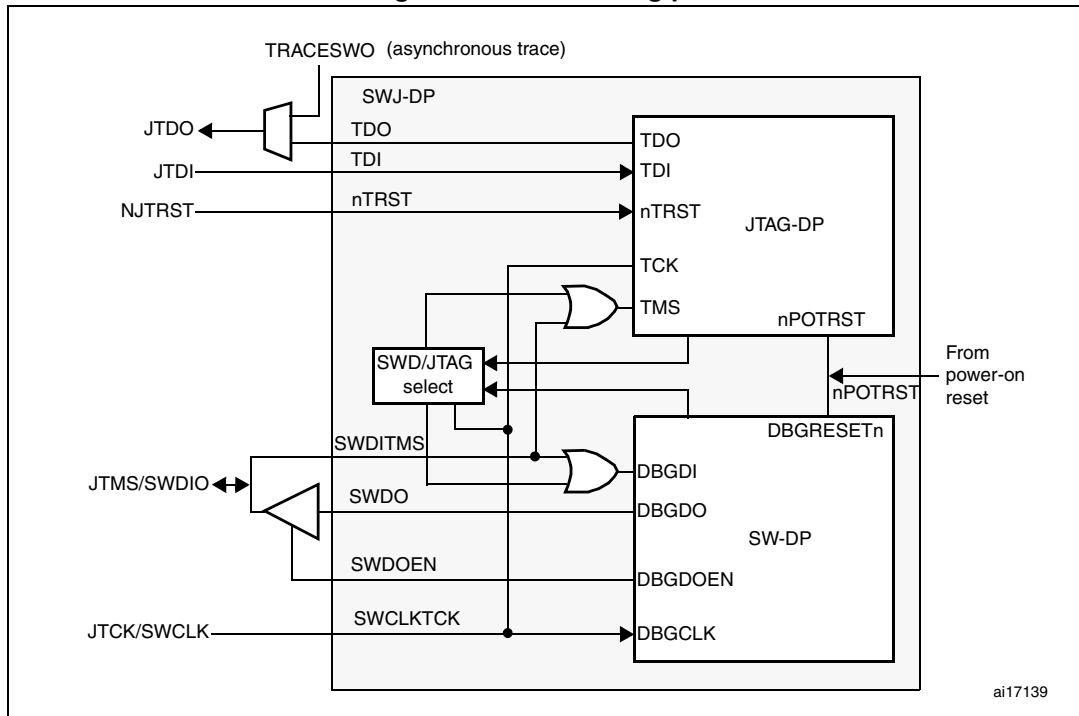 TRACESWO (asynchronous trace)
SWJ-DP
JTDO
TDO
TDO
JTDI
TDI
TDI
NJTRST
nTRST
nTRST
JTAG-DP
TCK
TMS
nPOTRST
SWD/JTAG
select
From
power-on
reset
nPOTRST
DBGRESETn
SWDITMS
DBGDI
JTMS/SWDIO
SWDO
DBGDO
SW-DP
SWDOEN
DBGDOEN
JTCK/SWCLK
SWCLKTCK
DBGCLK
ai17139